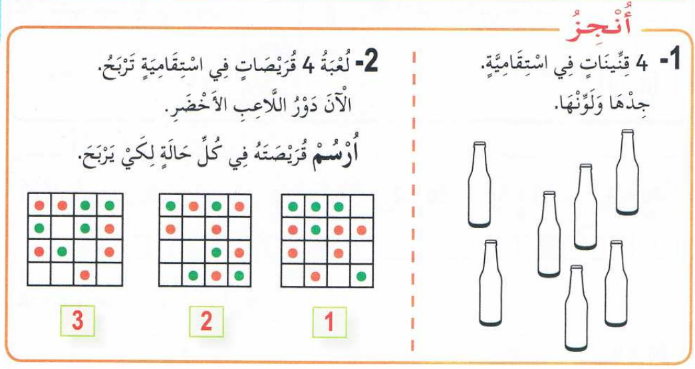 أُنْجِزُ
1- 4 قِنِّينَاتٍ فِي اسْتِقَامِيَّةٍ.
جِدْهَا وَلَوِّنْهَا.
2- لُعْبَةُ 4 قُرَيْصَاتٍ فِي اسْتِقَامِيَةٍ تَرْبَحُ.
الْآنَ دَوْرُ اللَّاعِبِ الأَخْضَرِ.
اُرْسُمْ قُرَيْصَتَهُ فِي كُلِّ حَالَةٍ لِكَيْ يَرْبَحَ.
1
2
3